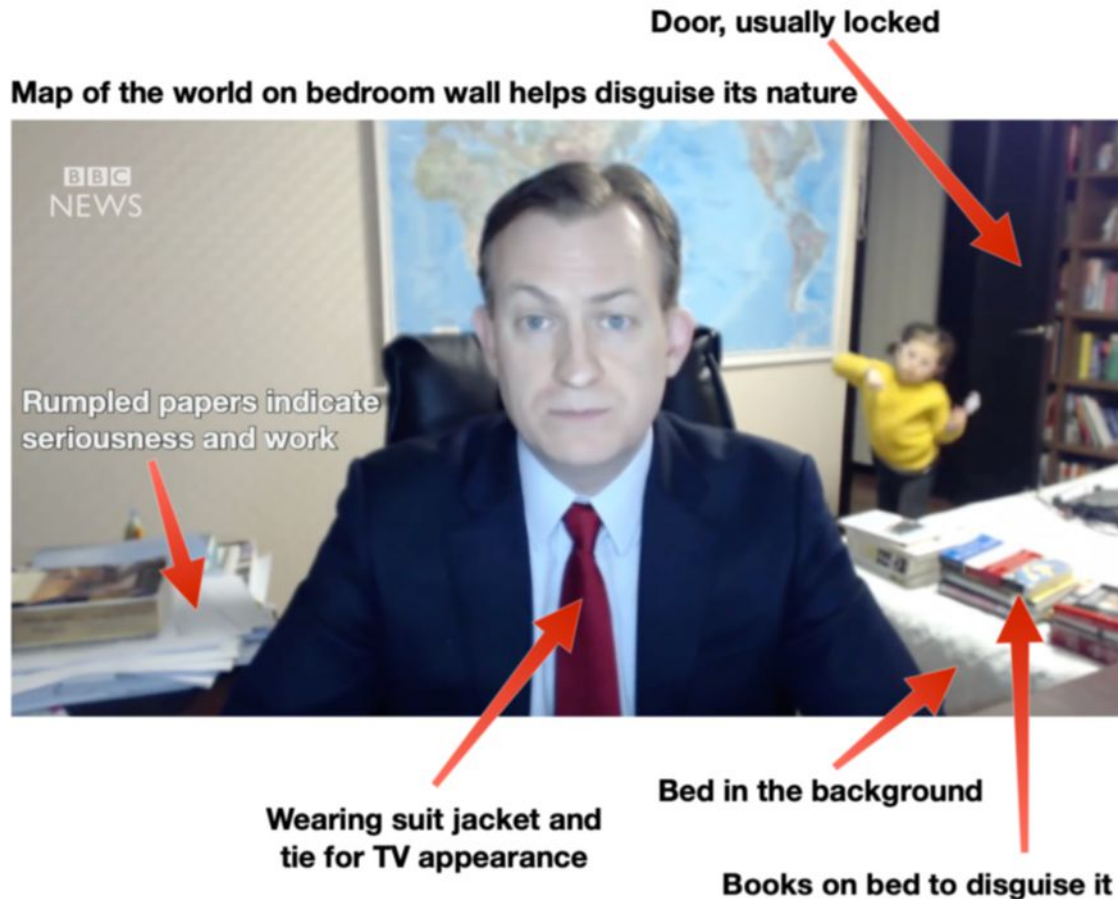 Door, usually locked
Map of the world on bedroom wall helps disguise its nature
BBC
NEWS
Rumpled papers indicate
seriousness and work
Wearing suit jacket and
tie for TV appearance
Bed in the background
Books on bed to disguise it